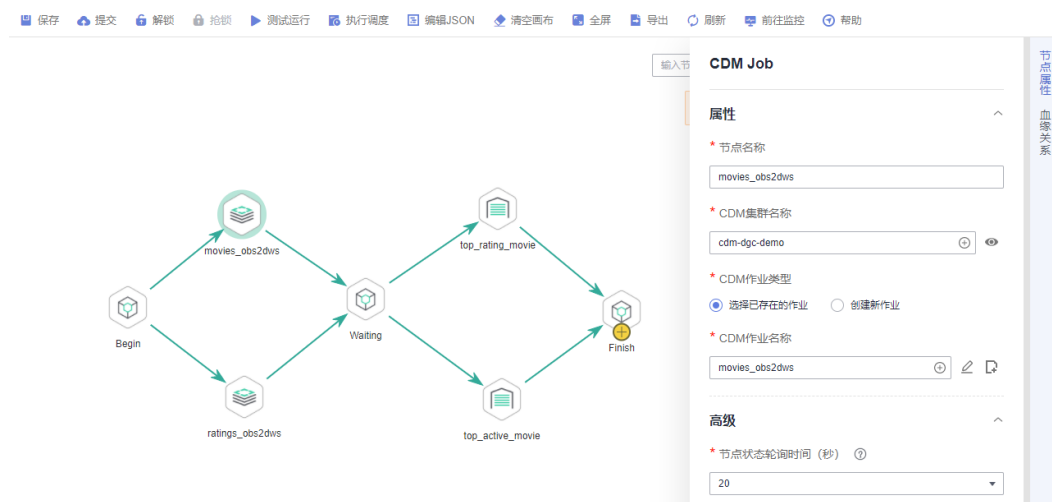 保存 提交 解锁 抢锁 测试运行 执行调度 编辑JSON 清空画布 全屏 导出 刷新 前往监控 帮助
输入节
movies_obs2dws
top_rating_movie
Begin
Waiting
Finish
ratings_obs2dws
top_active_movie
CDM Job
属性
* 节点名称
movies_obs2dws
* CDM集群名称
cdm-dgc-demo
* CDM作业类型
选择已存在的作业 创建新作业
* CDM作业名称
movies_obs2dws
高级
* 节点状态轮询时间（秒） ?
20
节点属性
血缘关系